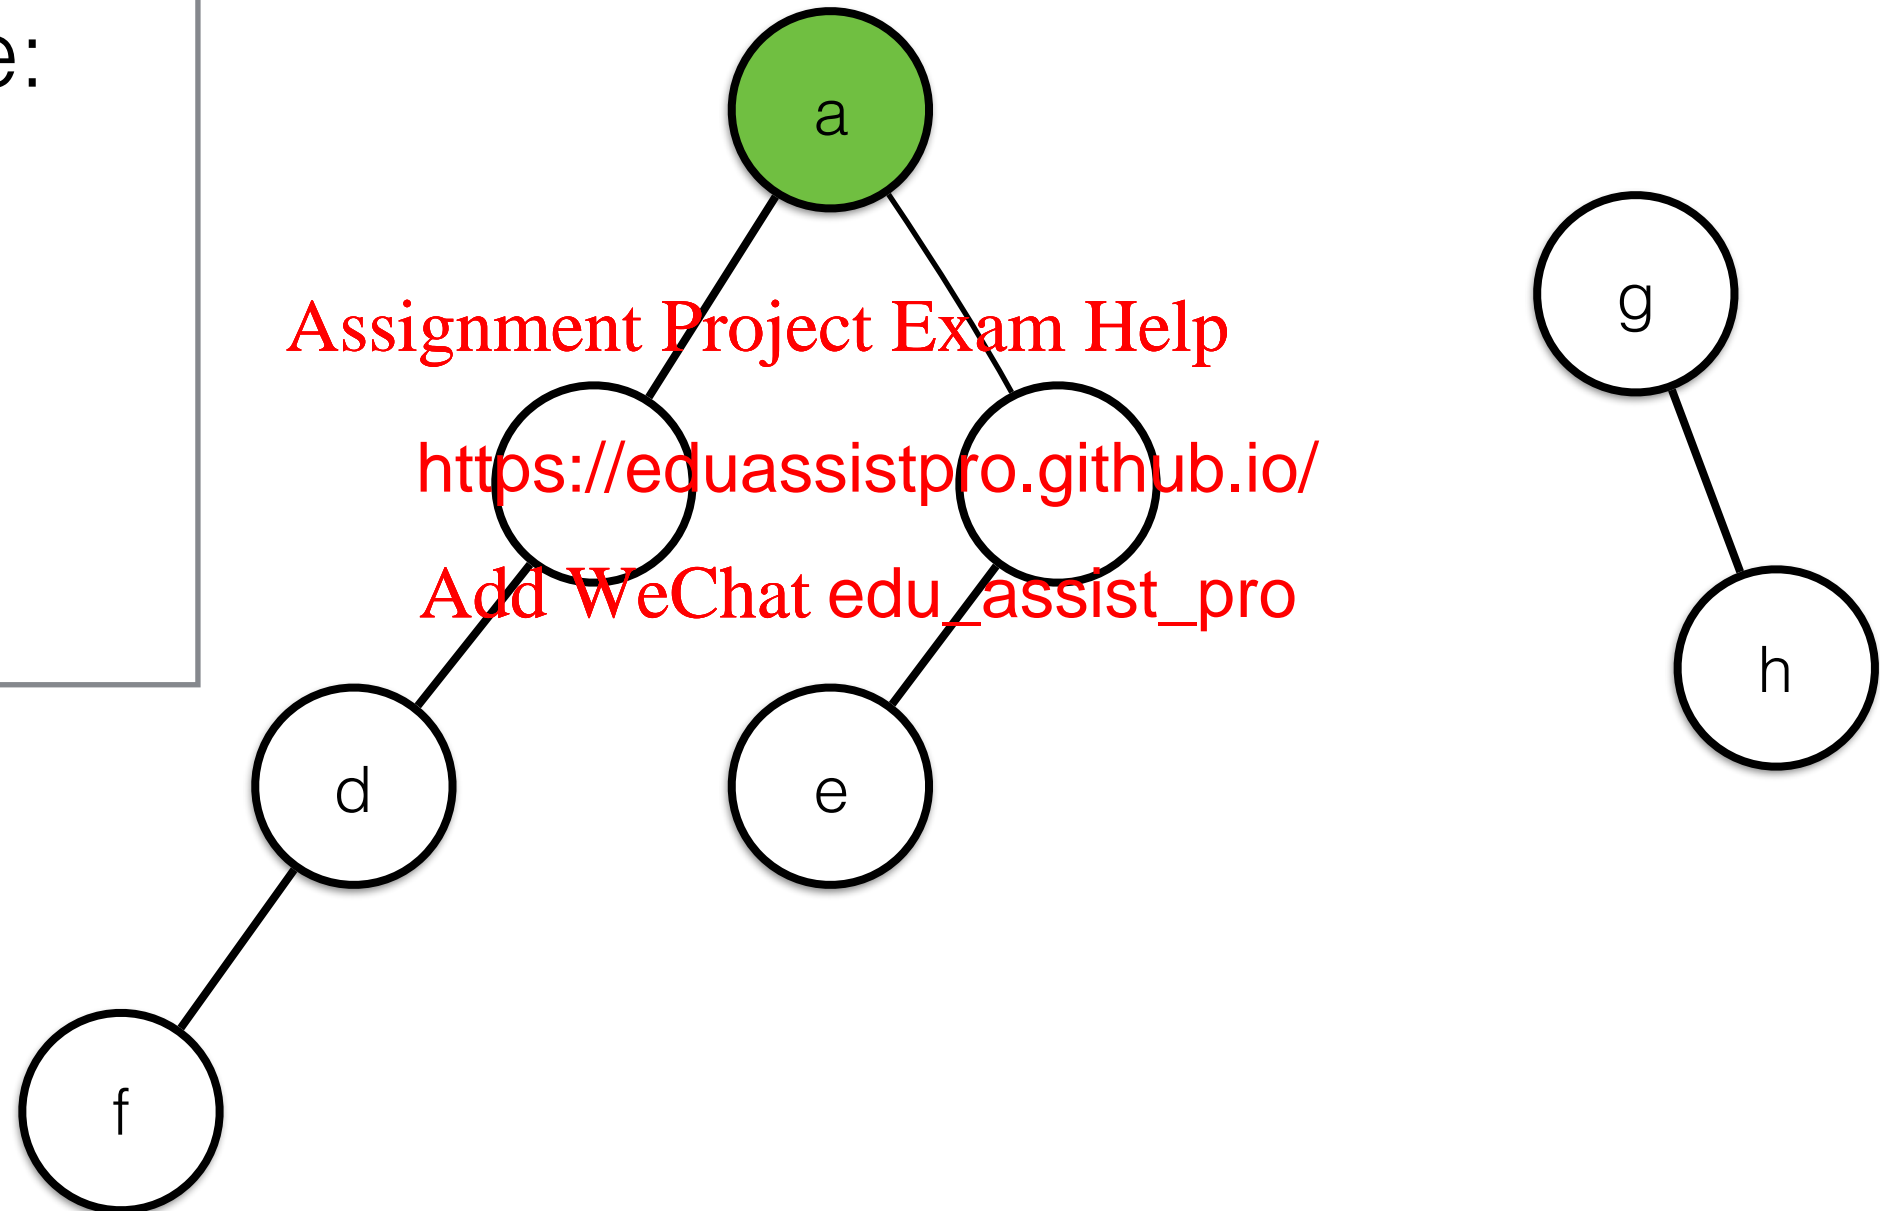 e:
a
g
Assignment Project Exam Help
https://eduassistpro.github.io/
Add WeChat edu_assist_pro
h
d
e
f